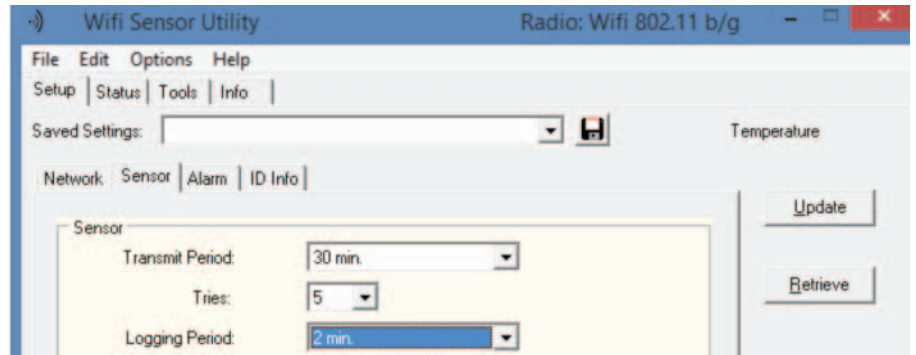 Wifi Sensor Utility Radio: Wifi 802.11 b/g
File Edit Options Help
Setup Status Tools Info
Saved Settings: Temperature
Network Sensor Alarm ID Info
Update
Sensor
Transmit Period: 30 min.
Retrieve
Tries: 5
Logging Period: 2 min.